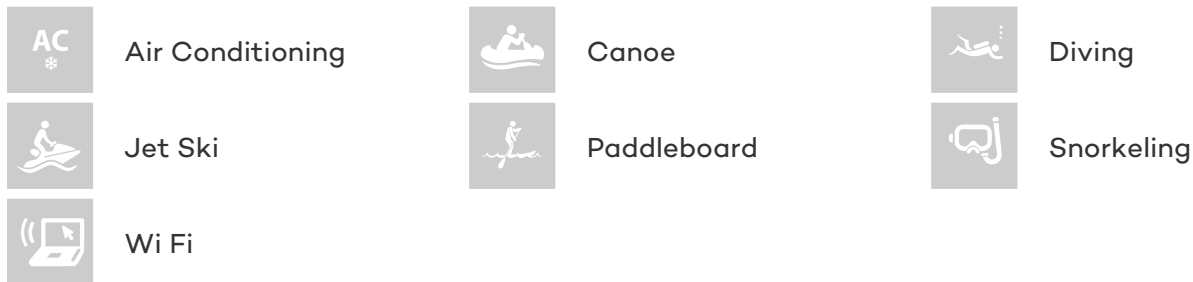 AC
Air Conditioning
Canoe
Diving
Jet Ski
Paddleboard
Snorkeling
Wi Fi